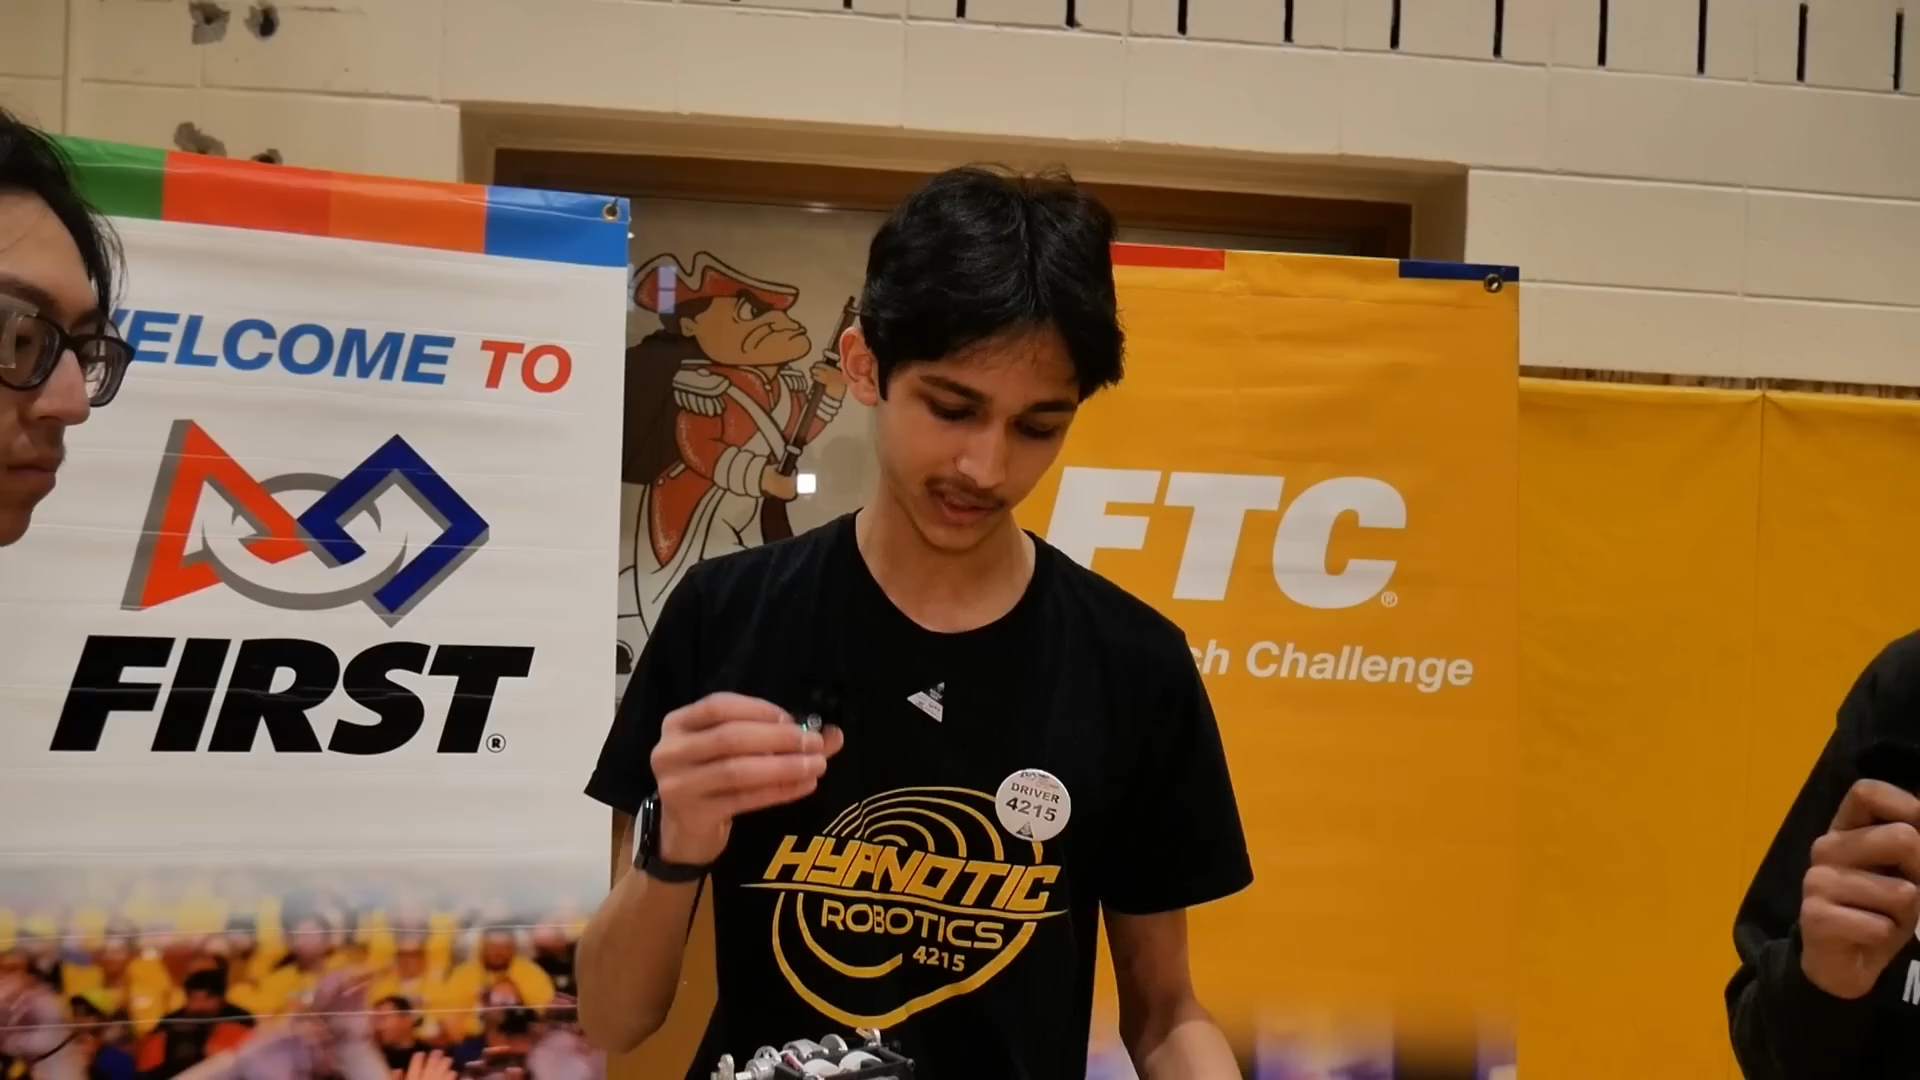 ELCOME TO
FIRST®
FTC®
ch Challenge
DRIVER
4215
HYPNOTIC
ROBOTICS
4215